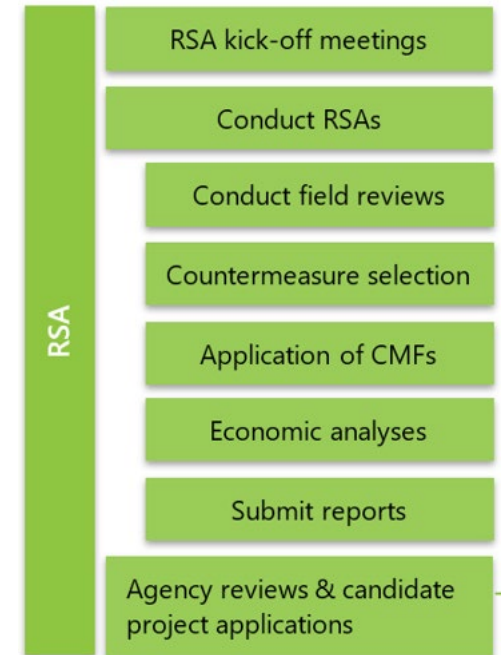 RSA
RSA kick-off meetings
Conduct RSAs
Conduct field reviews
Countermeasure selection
Application of CMFs
Economic analyses
Submit reports
Agency reviews & candidate
project applications